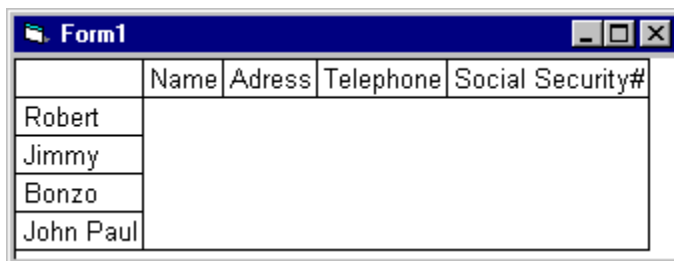 Form1
Name Adress Telephone Social Security#
Robert
Jimmy
Bonzo
John Paul